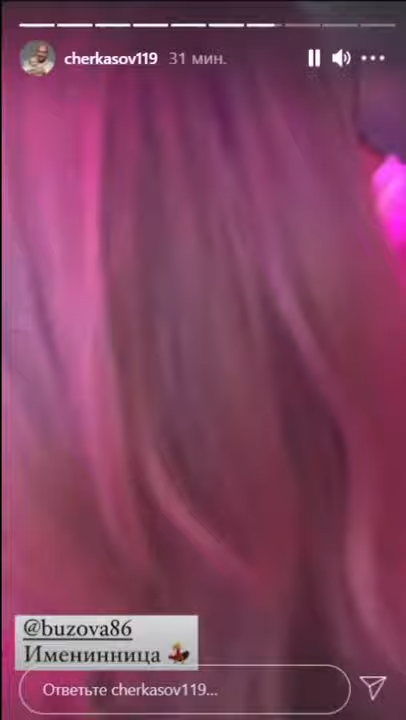 cherkasov119 31 мин.
@buzova86
Именинница 💃
Ответьте cherkasov119...